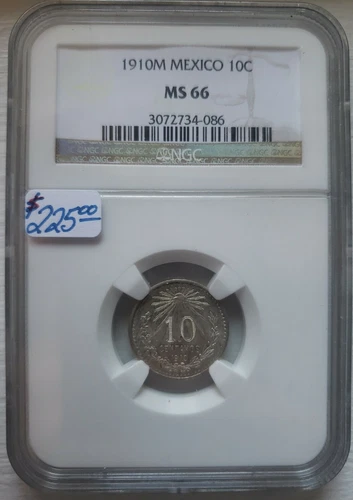 1910M MEXICO 10C
MS 66
3072734-086
NGC
$225.00
10